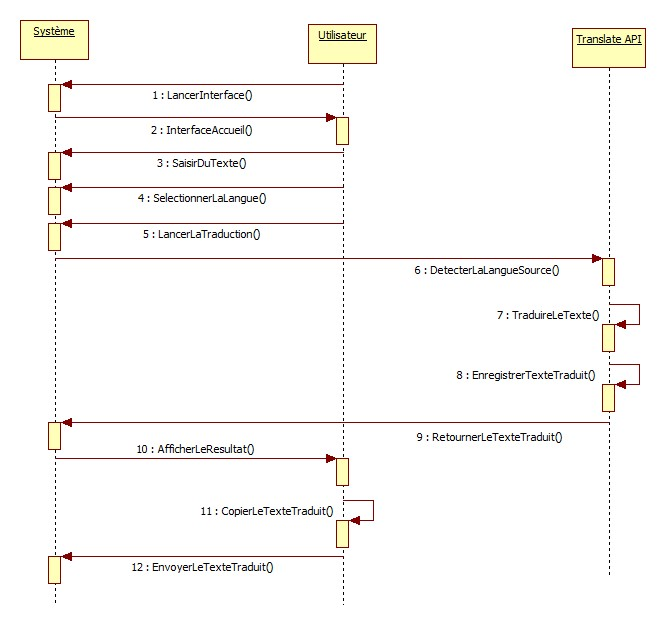 Système
Utilisateur
Translate API
1 : LancerInterface()
2 : InterfaceAccueil()
3 : SaisirDuTexte()
4 : SelectionnerLaLangue()
5 : LancerLaTraduction()
6 : DetecterLaLangueSource()
7 : TraduireLeTexte()
8 : EnregistrerTexteTraduit()
9 : RetournerLeTexteTraduit()
10 : AfficherLeResultat()
11 : CopierLeTexteTraduit()
12 : EnvoyerLeTexteTraduit()